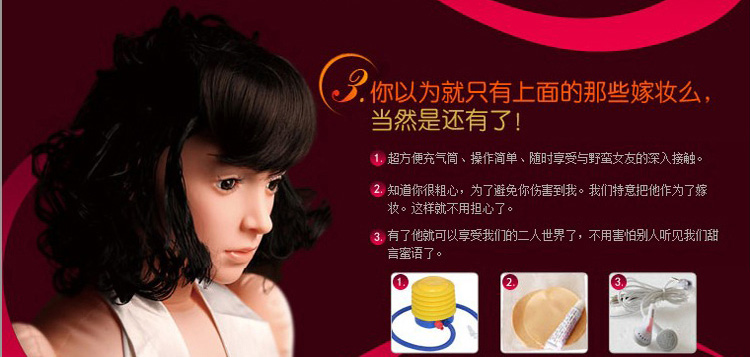 3. 你以为就只有上面的那些嫁妆么，
当然是还有了！
1. 超方便充气筒、操作简单、随时享受与野蛮女友的深入接触。
2. 知道你很粗心，为了避免你伤害到我。我们特意把他作为了嫁
妆。这样就不用担心了。
3. 有了他就可以享受我们的二人世界了，不用害怕别人听见我们甜
言蜜语了。
1. 2. 3.